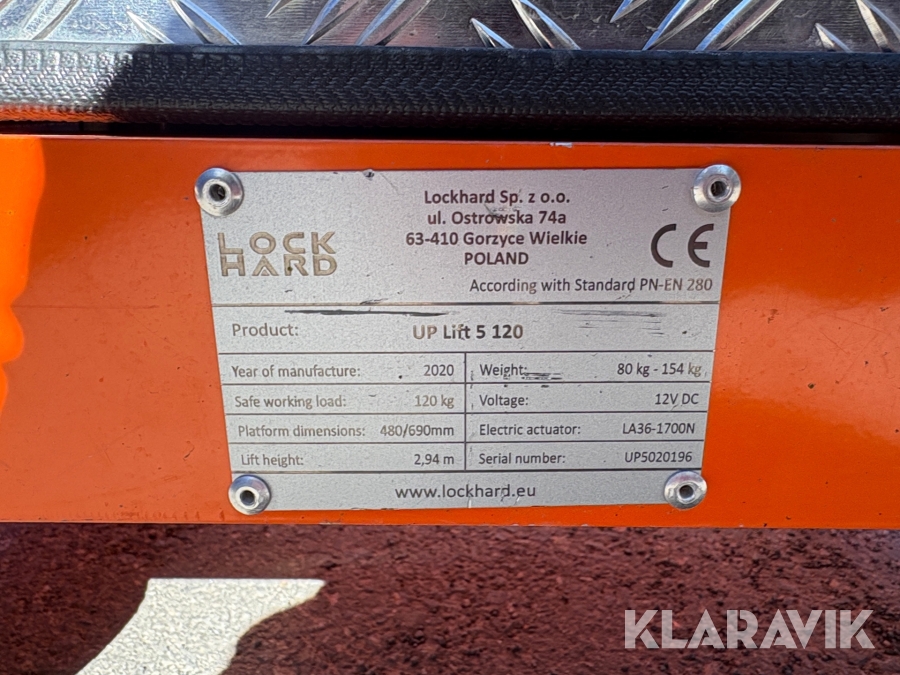 LOCK
HARD
Lockhard Sp. z o.o.
ul. Ostrowska 74a
63-410 Gorzyce Wielkie
POLAND
CE
According with Standard PN-EN 280
Product: UP Lift 5 120
Year of manufacture: 2020 Weight: 80 kg - 154 kg
Safe working load: 120 kg Voltage: 12V DC
Platform dimensions: 480/690mm Electric actuator: LA36-1700N
Lift height: 2,94 m Serial number: UP5020196
www.lockhard.eu
KLARAVIK